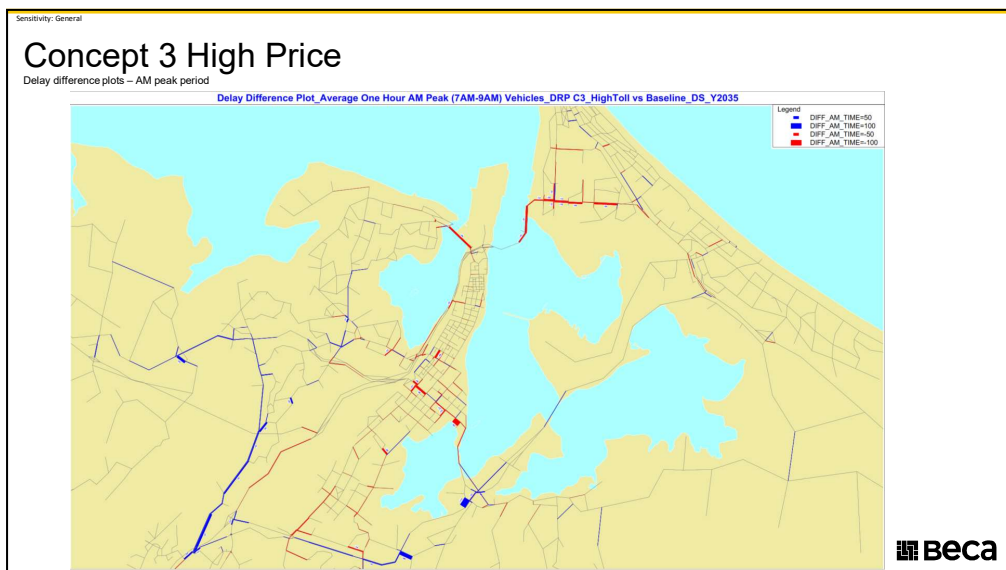 Sensitivity: General
Concept 3 High Price
Delay difference plots – AM peak period
Delay Difference Plot_Average One Hour AM Peak (7AM-9AM) Vehicles_DRP C3_HighToll vs Baseline_DS_Y2035
Legend
DIFF_AM_TIME=50
DIFF_AM_TIME=100
DIFF_AM_TIME=-50
DIFF_AM_TIME=-100
Beca